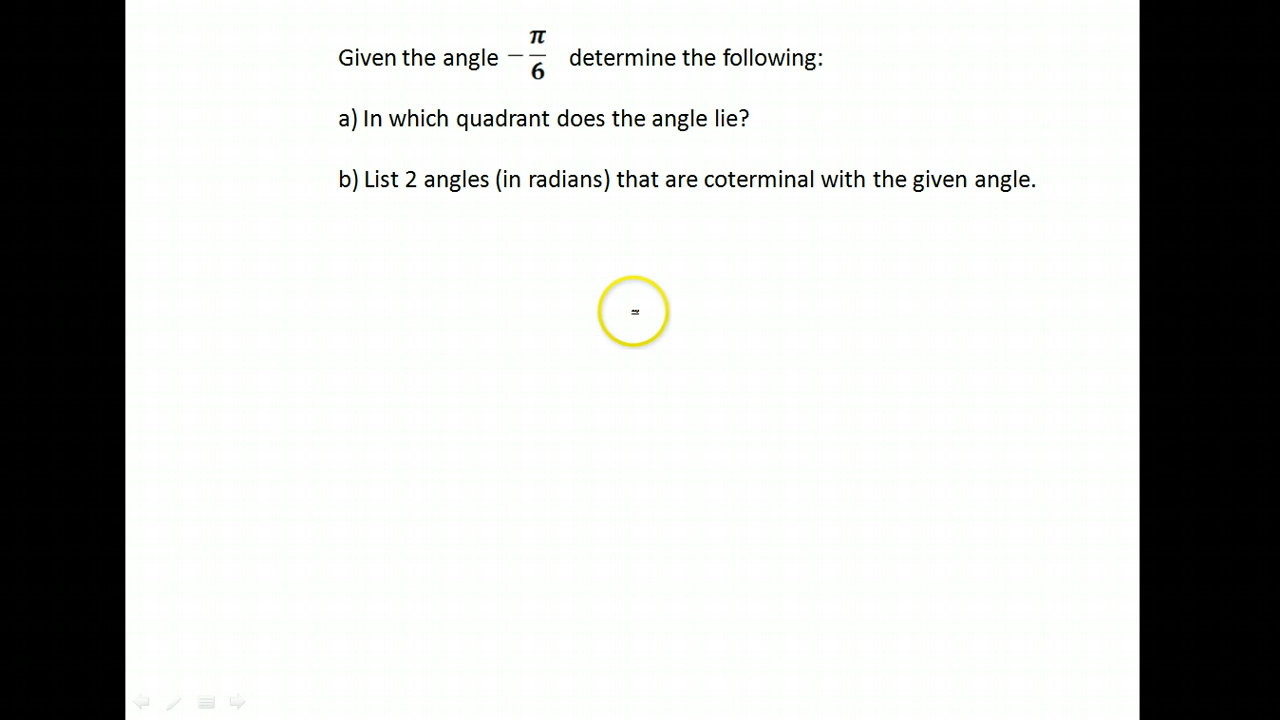 Given the angle −π/6 determine the following:
a) In which quadrant does the angle lie?
b) List 2 angles (in radians) that are coterminal with the given angle.